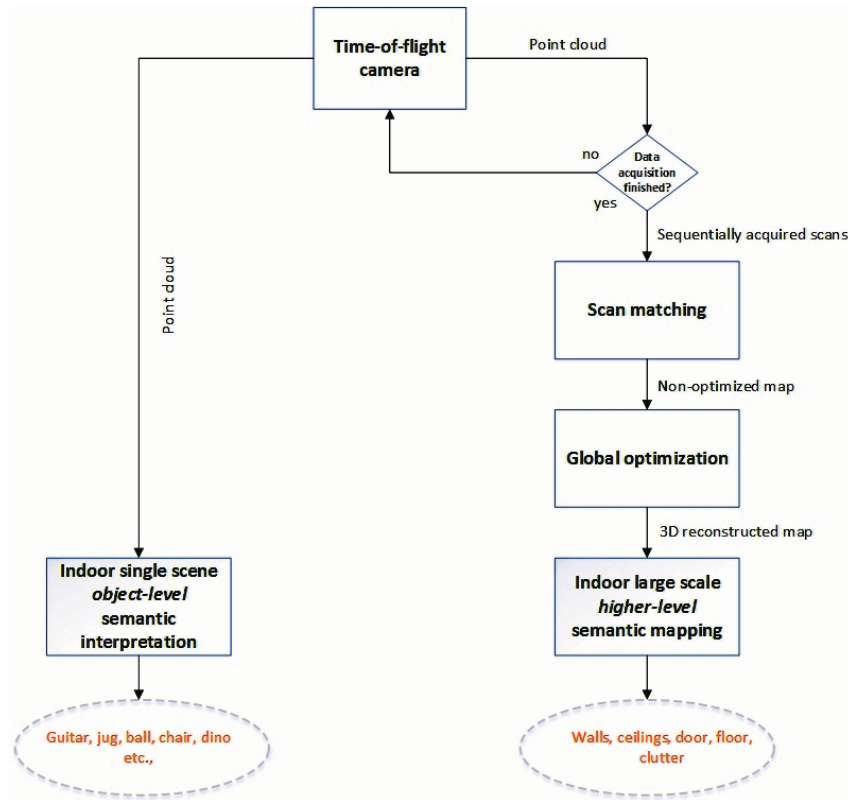 Time-of-flight
camera
Point cloud
no
Data
acquisition
finished?
yes
Sequentially acquired scans
Point cloud
Scan matching
Non-optimized map
Global optimization
3D reconstructed map
Indoor single scene
object-level
semantic
interpretation
Indoor large scale
higher-level
semantic mapping
Guitar, jug, ball, chair, dino
etc.,
Walls, ceilings, door, floor,
clutter